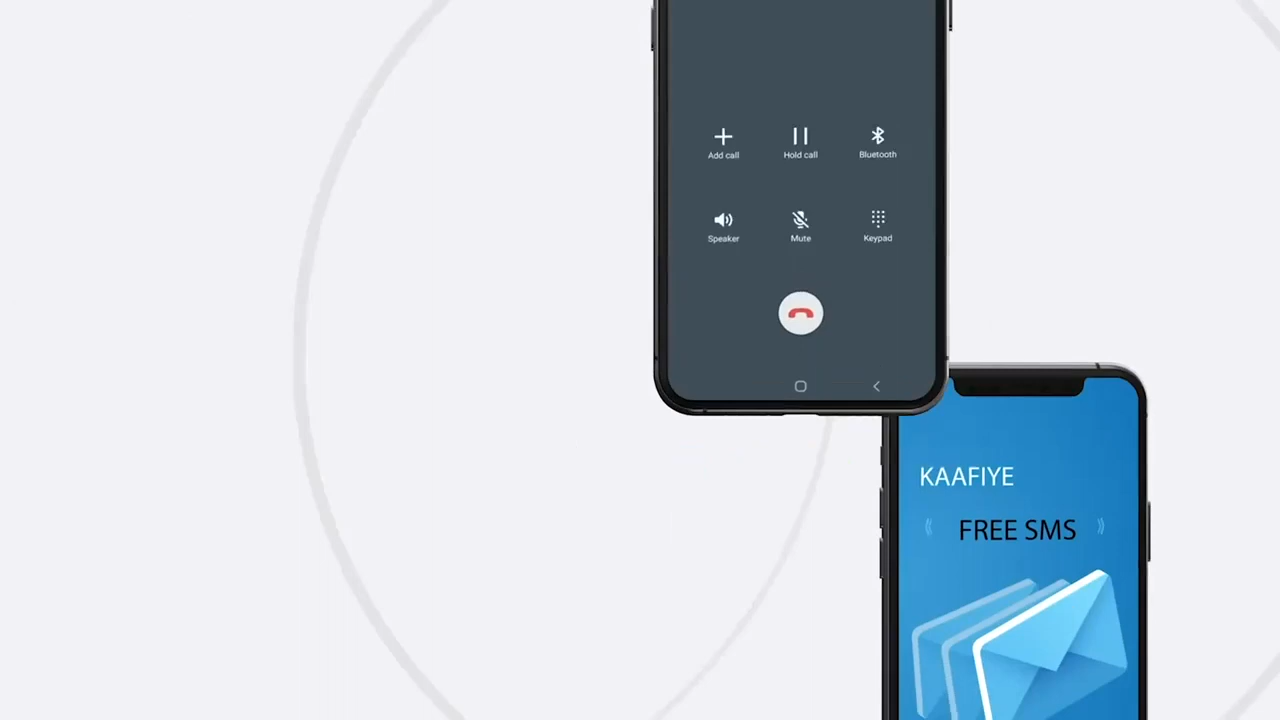 Add call
Hold call
Bluetooth
Speaker
Mute
Keypad
KAAFIYE
FREE SMS